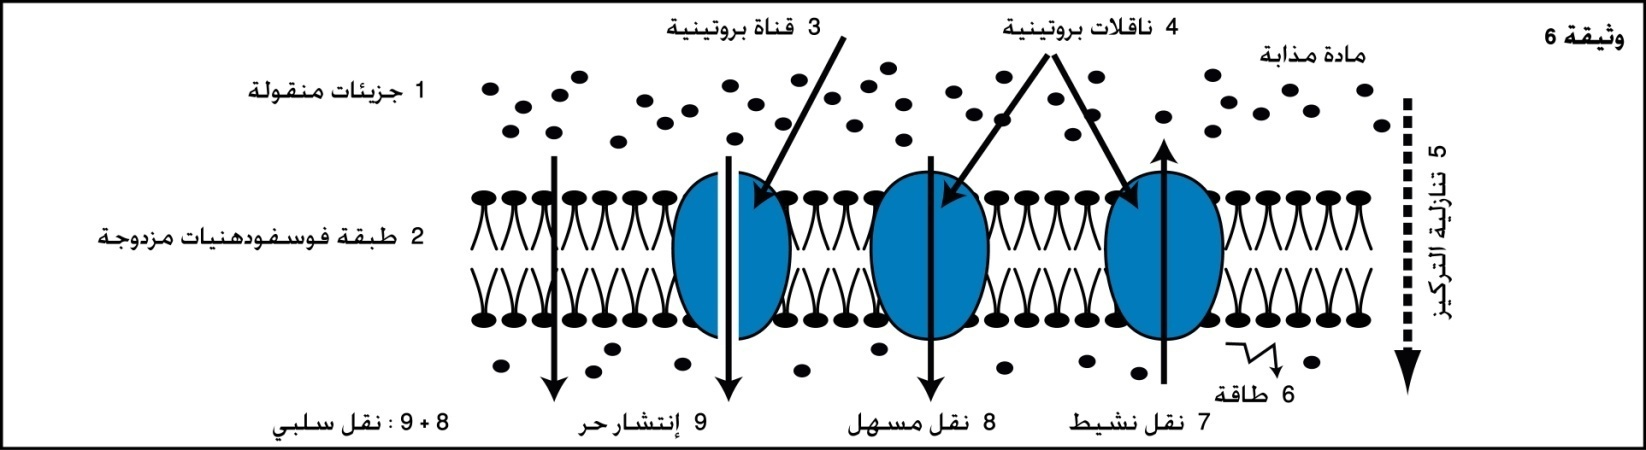 وثيقة 6
4 ناقلات بروتينية
3 قناة بروتينية
مادة مذابة
1 جزيئات منقولة
5 تنازلية التركيز
2 طبقة فوسفودهنيات مزدوجة
6 طاقة
7 نقل نشيط
8 نقل مسهل
9 إنتشار حر
8 + 9 : نقل سلبي